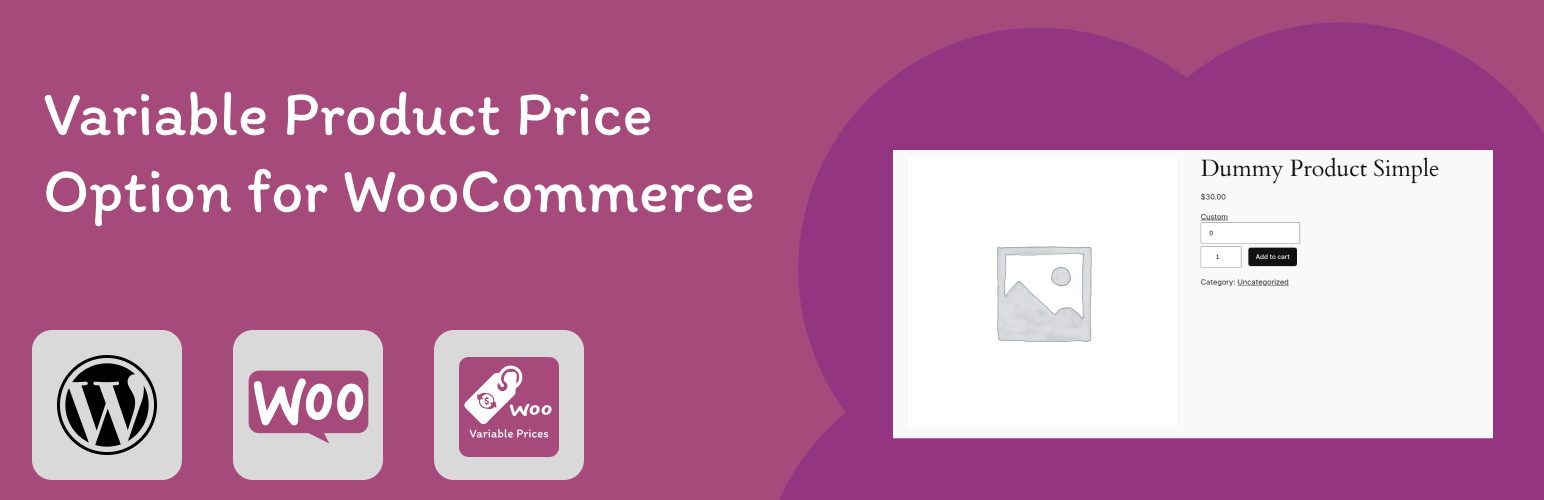 Variable Product Price
Option for WooCommerce
W
Woo
$
Woo
Variable Prices
Dummy Product Simple
$30.00
Custom
0
1
Add to cart
Category: Uncategorized